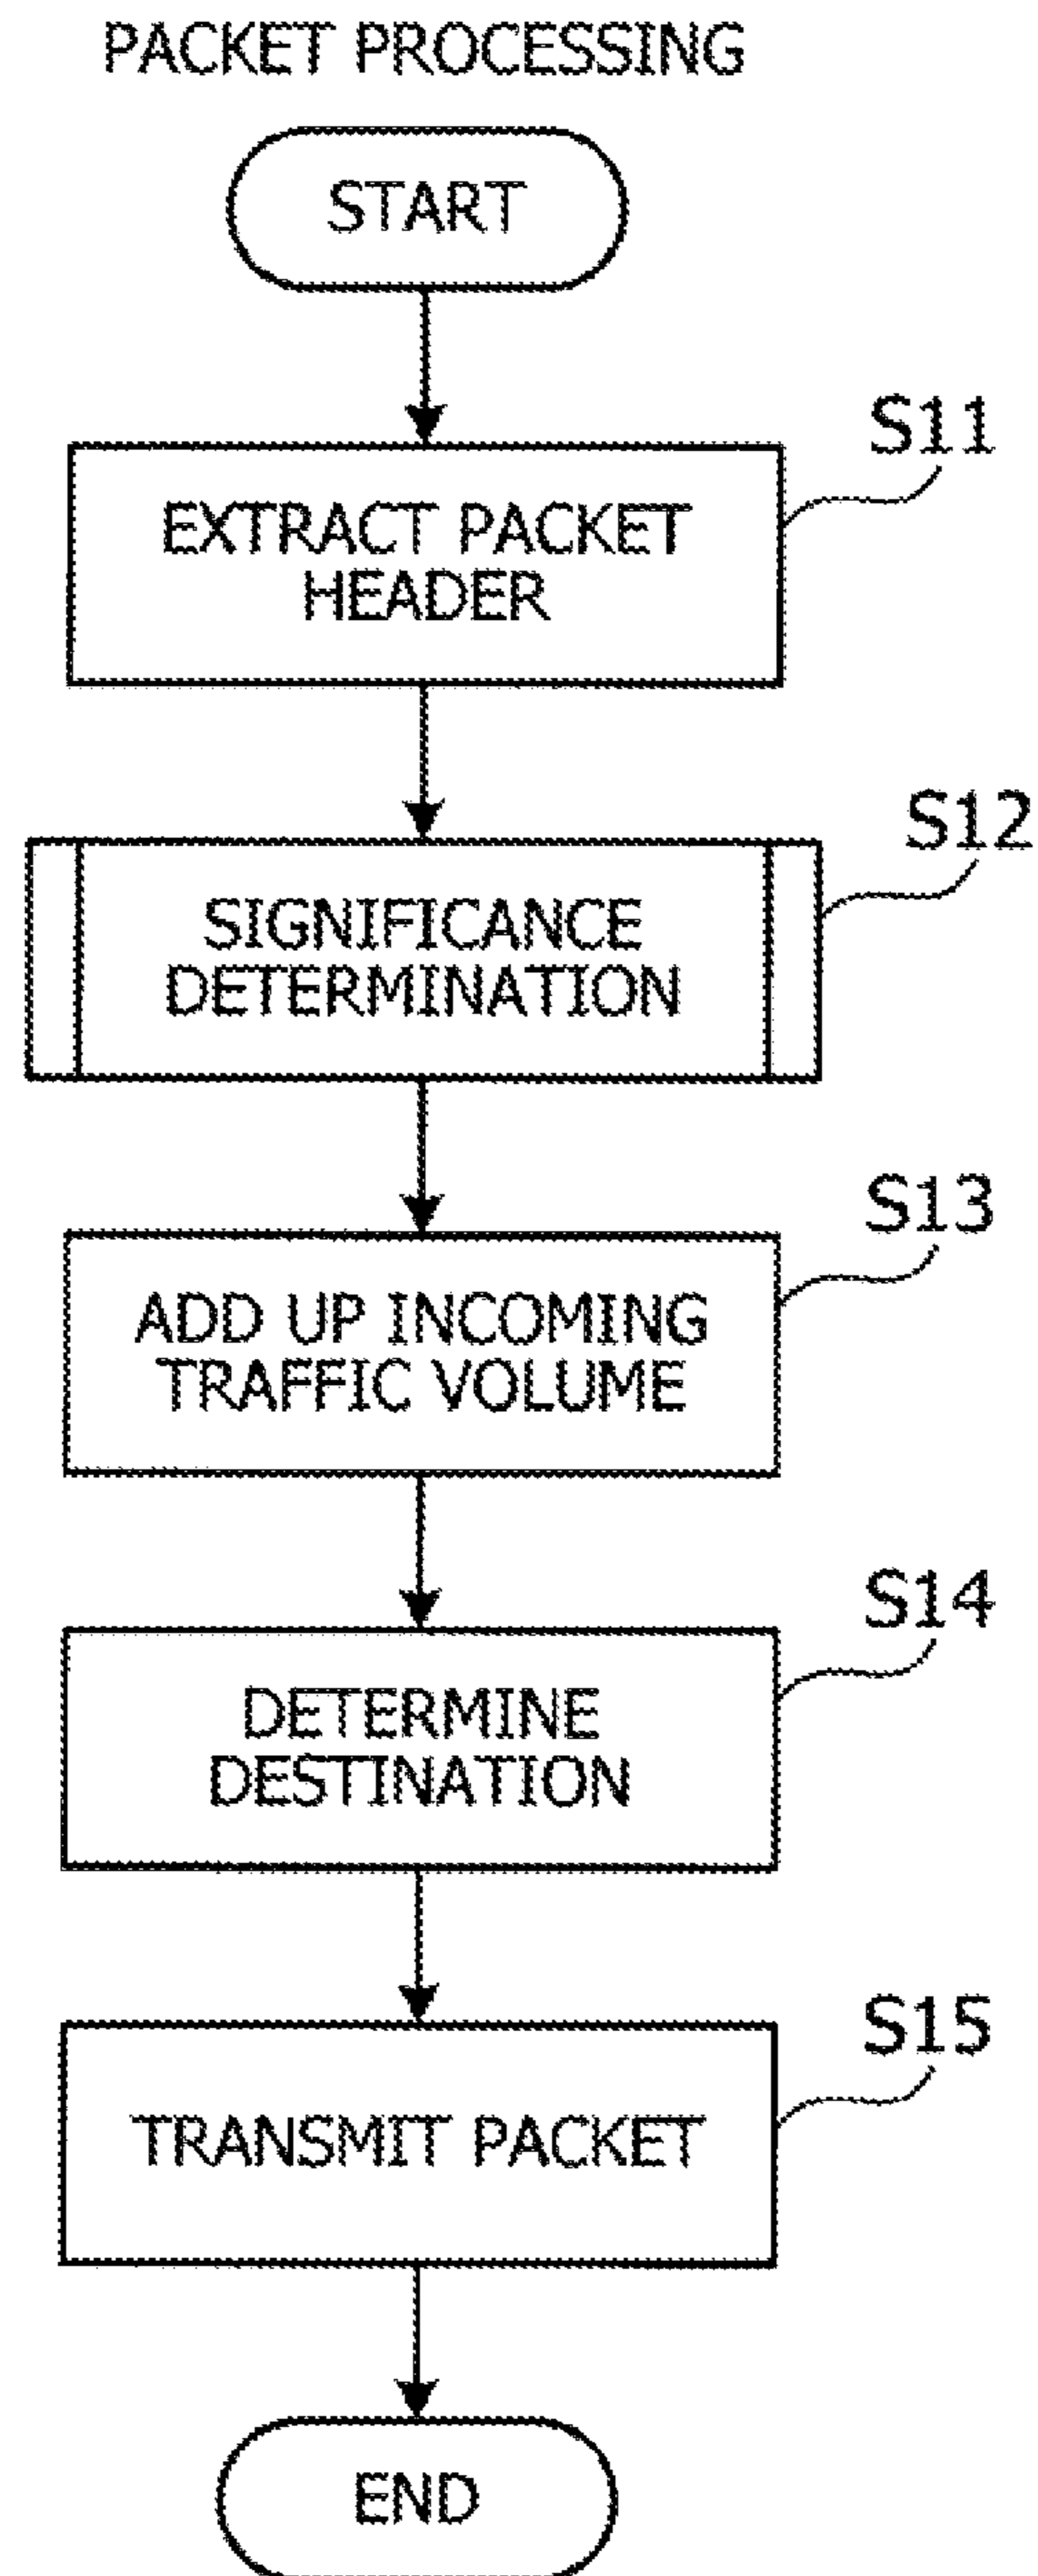 PACKET PROCESSING
START
S11
EXTRACT PACKET
HEADER
S12
SIGNIFICANCE
DETERMINATION
S13
ADD UP INCOMING
TRAFFIC VOLUME
S14
DETERMINE
DESTINATION
S15
TRANSMIT PACKET
END